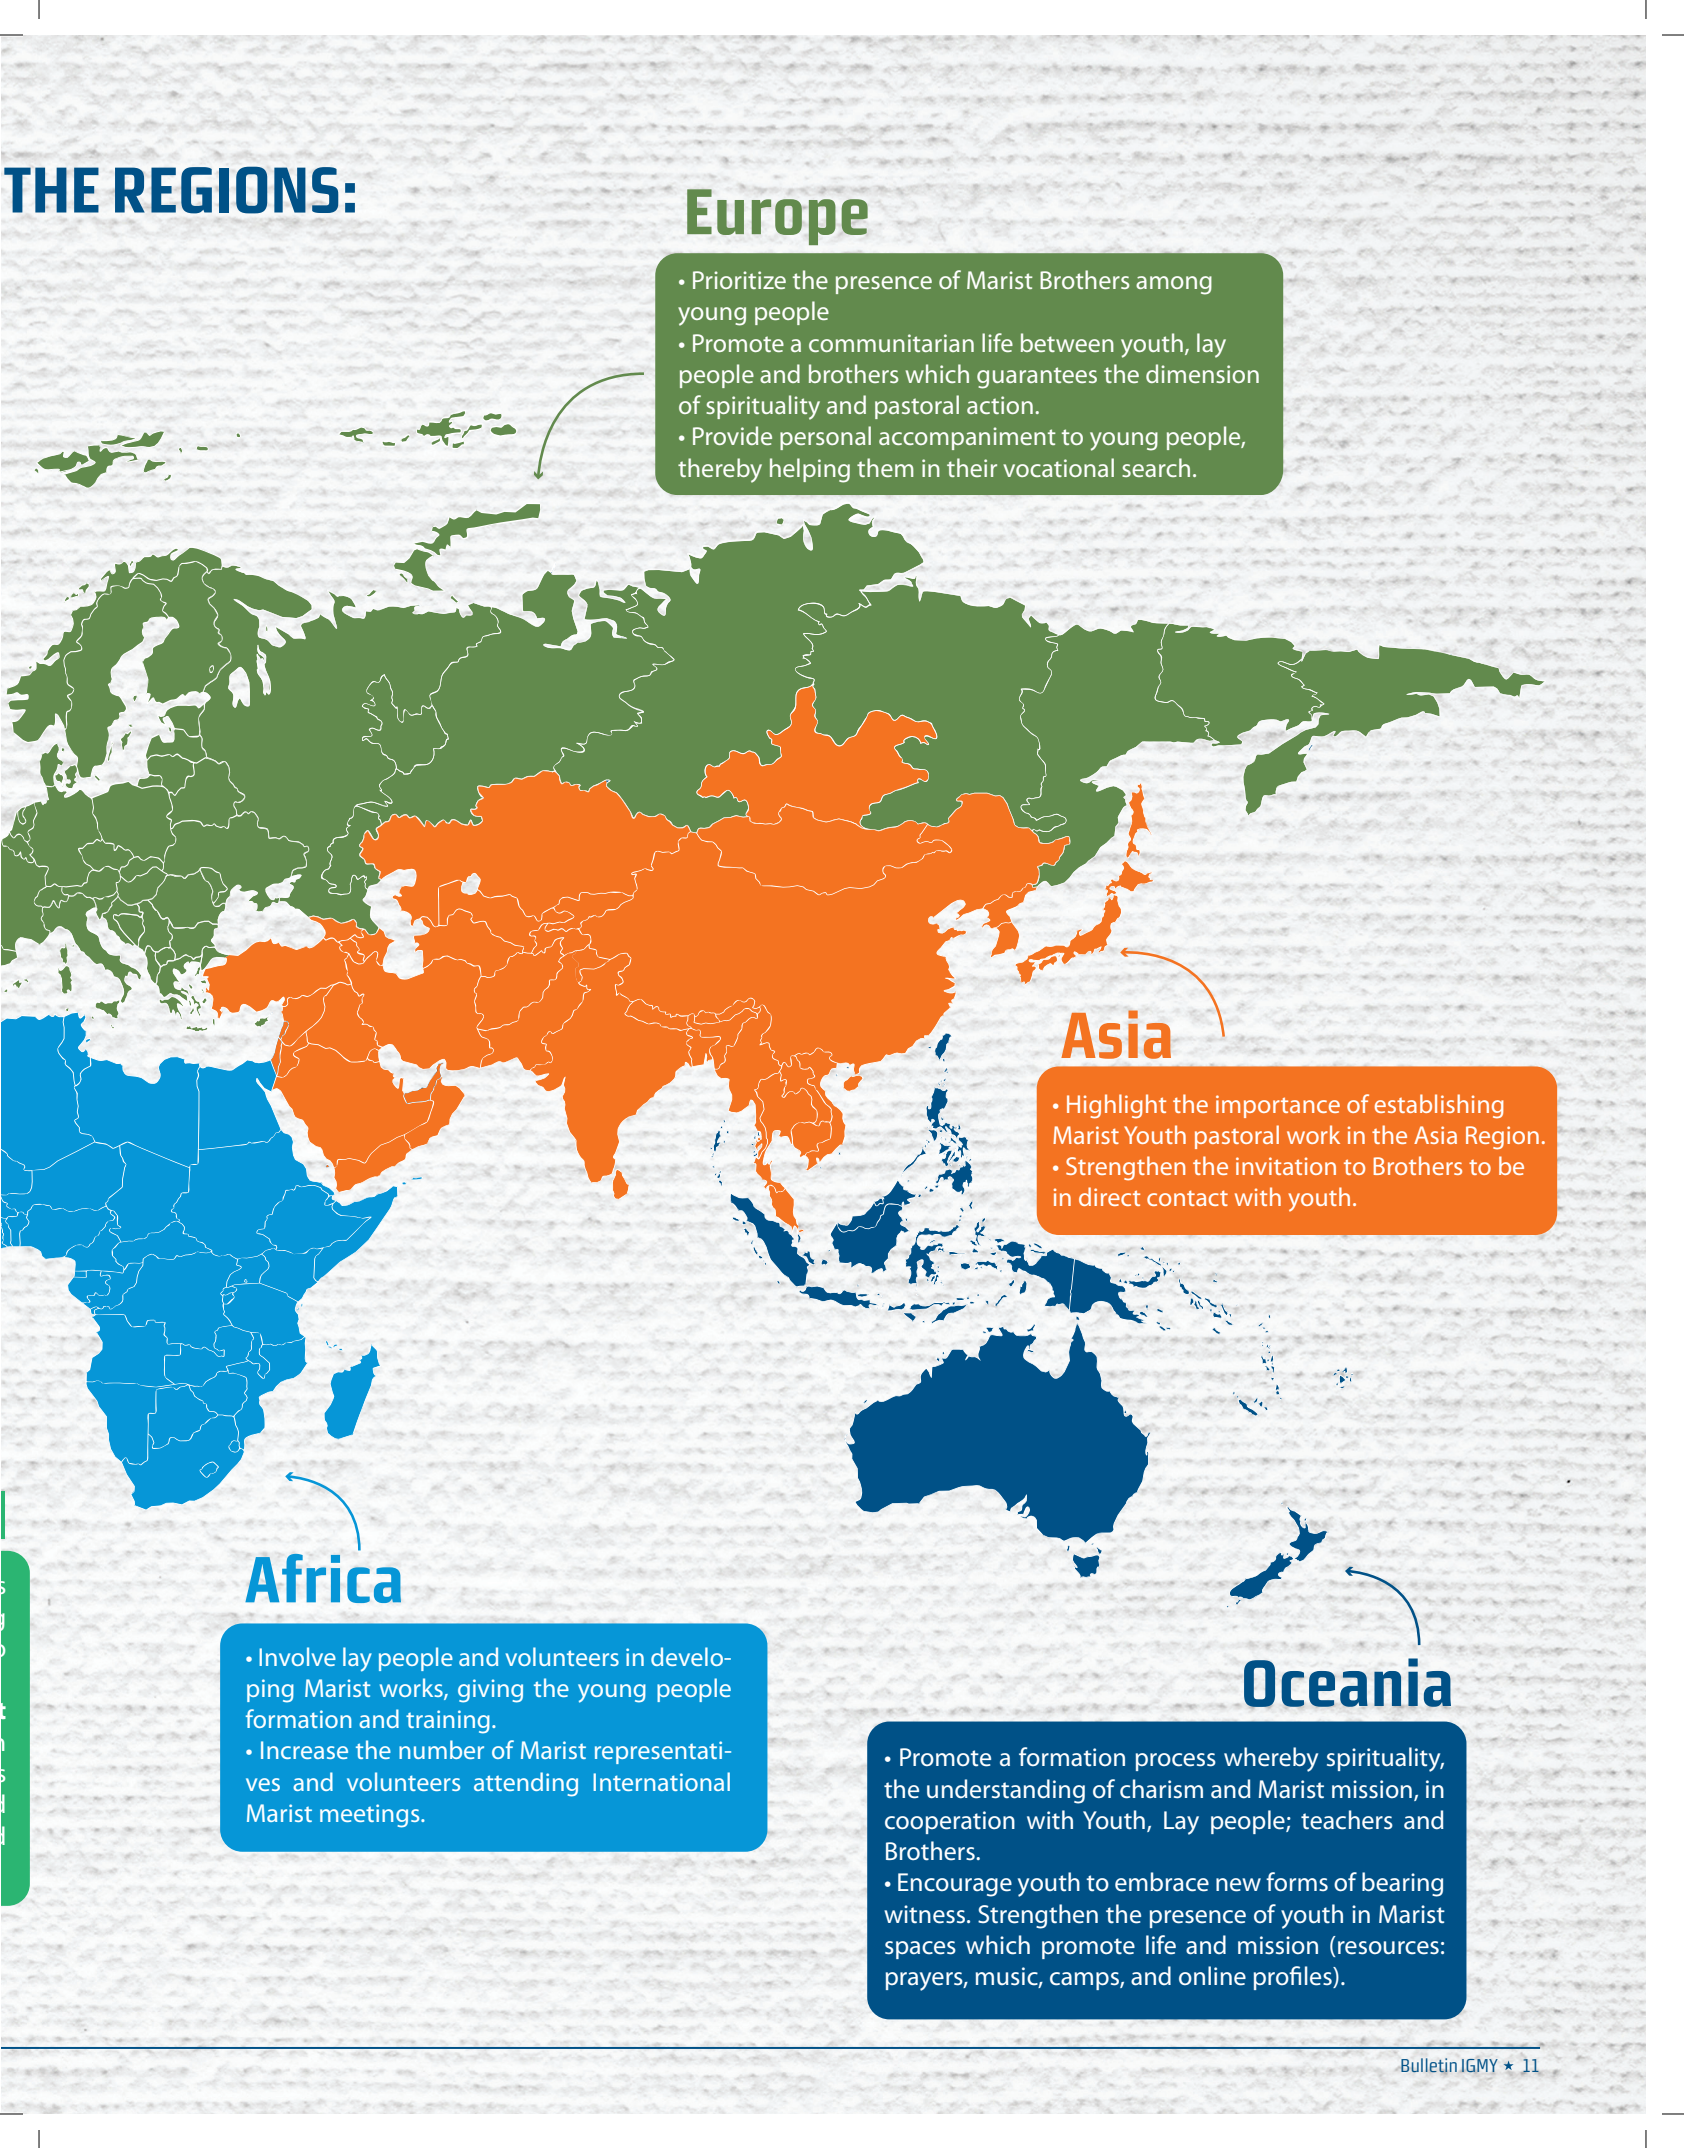 THE REGIONS:
Europe
• Prioritize the presence of Marist Brothers among
young people
• Promote a communitarian life between youth, lay
people and brothers which guarantees the dimension
of spirituality and pastoral action.
• Provide personal accompaniment to young people,
thereby helping them in their vocational search.
Asia
• Highlight the importance of establishing
Marist Youth pastoral work in the Asia Region.
• Strengthen the invitation to Brothers to be
in direct contact with youth.
Africa
• Involve lay people and volunteers in develo-
ping Marist works, giving the young people
formation and training.
• Increase the number of Marist representati-
ves and volunteers attending International
Marist meetings.
Oceania
• Promote a formation process whereby spirituality,
the understanding of charism and Marist mission, in
cooperation with Youth, Lay people; teachers and
Brothers.
• Encourage youth to embrace new forms of bearing
witness. Strengthen the presence of youth in Marist
spaces which promote life and mission (resources:
prayers, music, camps, and online profiles).
Bulletin IGMY ★ 11